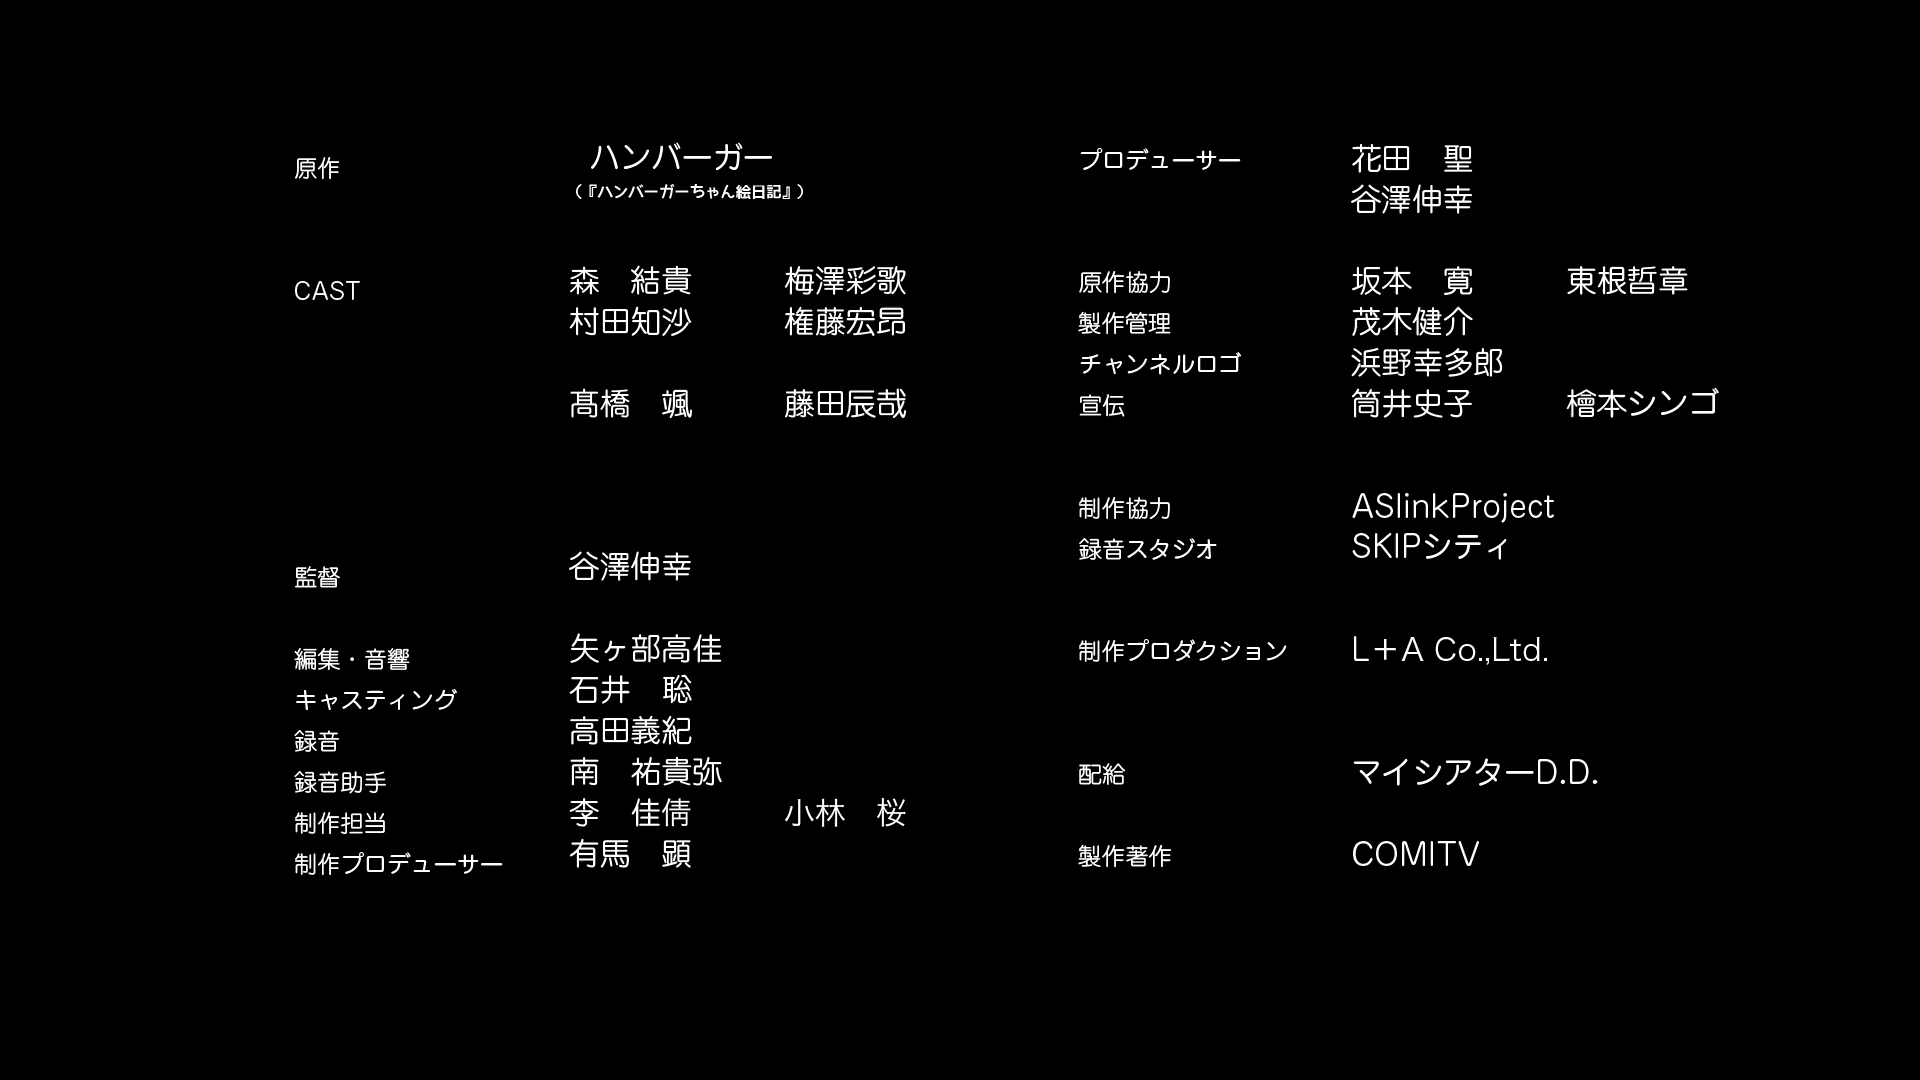 原作　ハンバーガー
（『ハンバーガーちゃん絵日記』）
CAST　森　結貴　梅澤彩歌
村田知沙　権藤宏昂
髙橋　颯　藤田辰哉
監督　谷澤伸幸
編集・音響　矢ヶ部高佳
キャスティング　石井　聡
録音　高田義紀
録音助手　南　祐貴弥
制作担当　李　佳倩　小林　桜
制作プロデューサー　有馬　顕
プロデューサー　花田　聖
谷澤伸幸
原作協力　坂本　寛　東根哲章
製作管理　茂木健介
チャンネルロゴ　浜野幸多郎
宣伝　筒井史子　檜本シンゴ
制作協力　ASlinkProject
録音スタジオ　SKIPシティ
制作プロダクション　L＋A Co.,Ltd.
配給　マイシアターD.D.
製作著作　COMITV